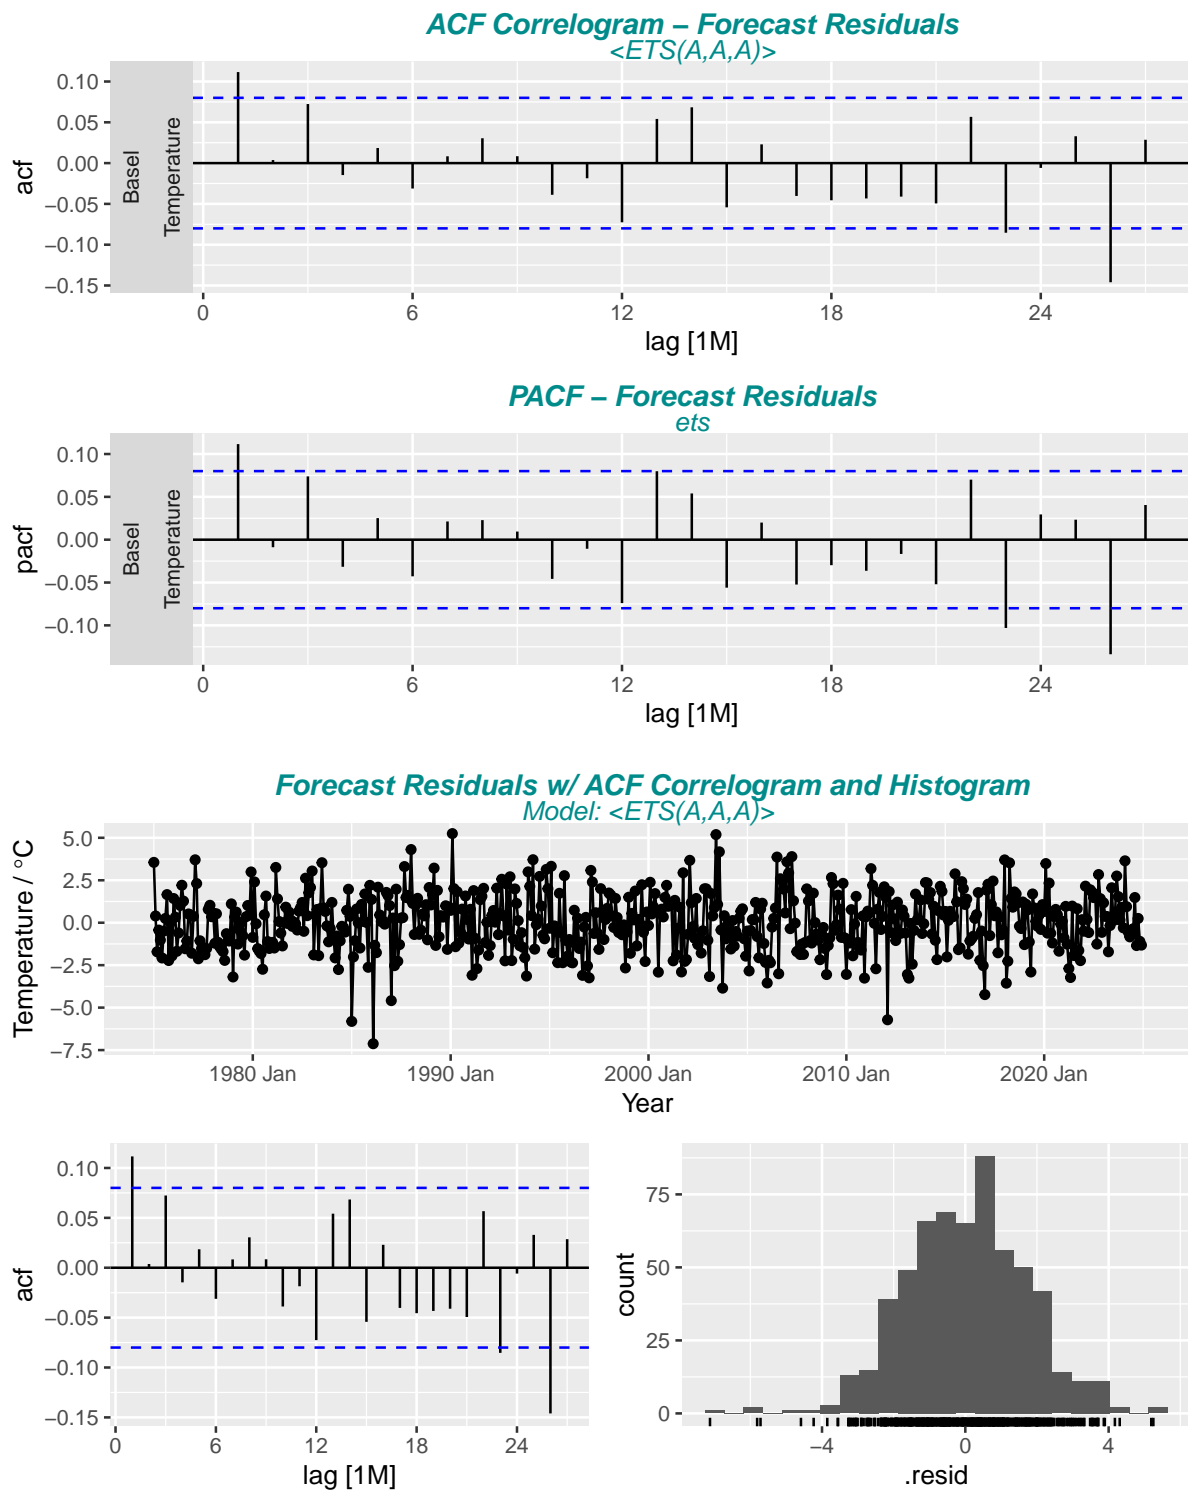 ACF Correlogram – Forecast Residuals
<ETS(A,A,A)>
acf
Basel
Temperature
0.10
0.05
0.00
−0.05
−0.10
−0.15
0 6 12 18 24
lag [1M]
PACF – Forecast Residuals
ets
pacf
Basel
Temperature
0.10
0.05
0.00
−0.05
−0.10
0 6 12 18 24
lag [1M]
Forecast Residuals w/ ACF Correlogram and Histogram
Model: <ETS(A,A,A)>
Temperature / °C
5.0
2.5
0.0
−2.5
−5.0
−7.5
1980 Jan 1990 Jan 2000 Jan 2010 Jan 2020 Jan
Year
acf
0.10
0.05
0.00
−0.05
−0.10
−0.15
0 6 12 18 24
lag [1M]
count
75
50
25
0
−4 0 4
.resid